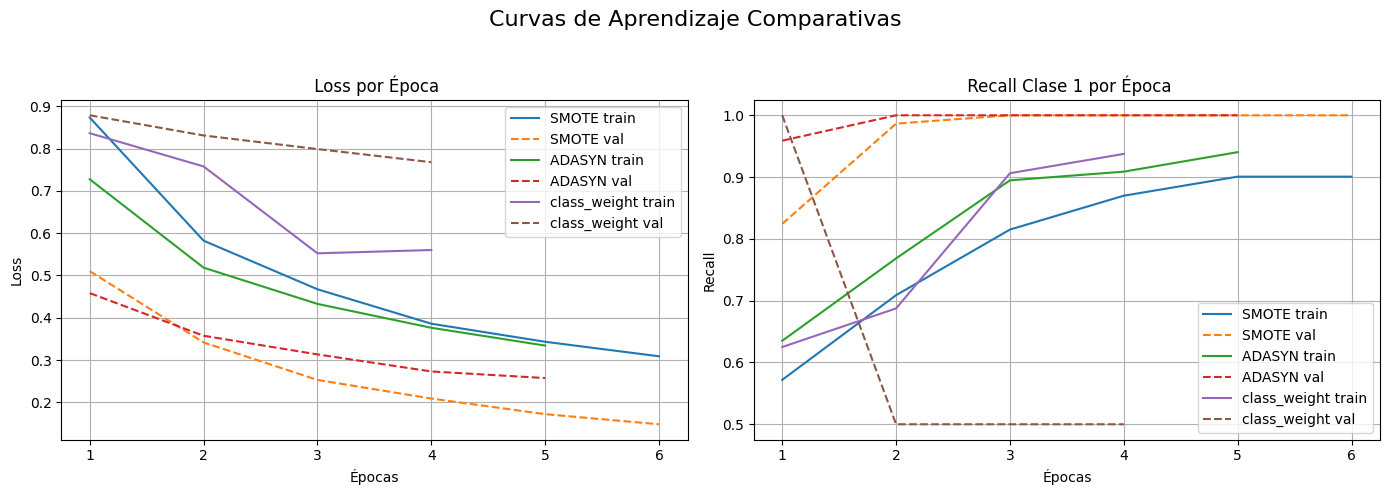 Curvas de Aprendizaje Comparativas
Loss por Época
0.9
0.8
0.7
0.6
0.5
0.4
0.3
0.2
Loss
1 2 3 4 5 6
Épocas
SMOTE train
SMOTE val
ADASYN train
ADASYN val
class_weight train
class_weight val
Recall Clase 1 por Época
1.0
0.9
0.8
0.7
0.6
0.5
Recall
1 2 3 4 5 6
Épocas
SMOTE train
SMOTE val
ADASYN train
ADASYN val
class_weight train
class_weight val